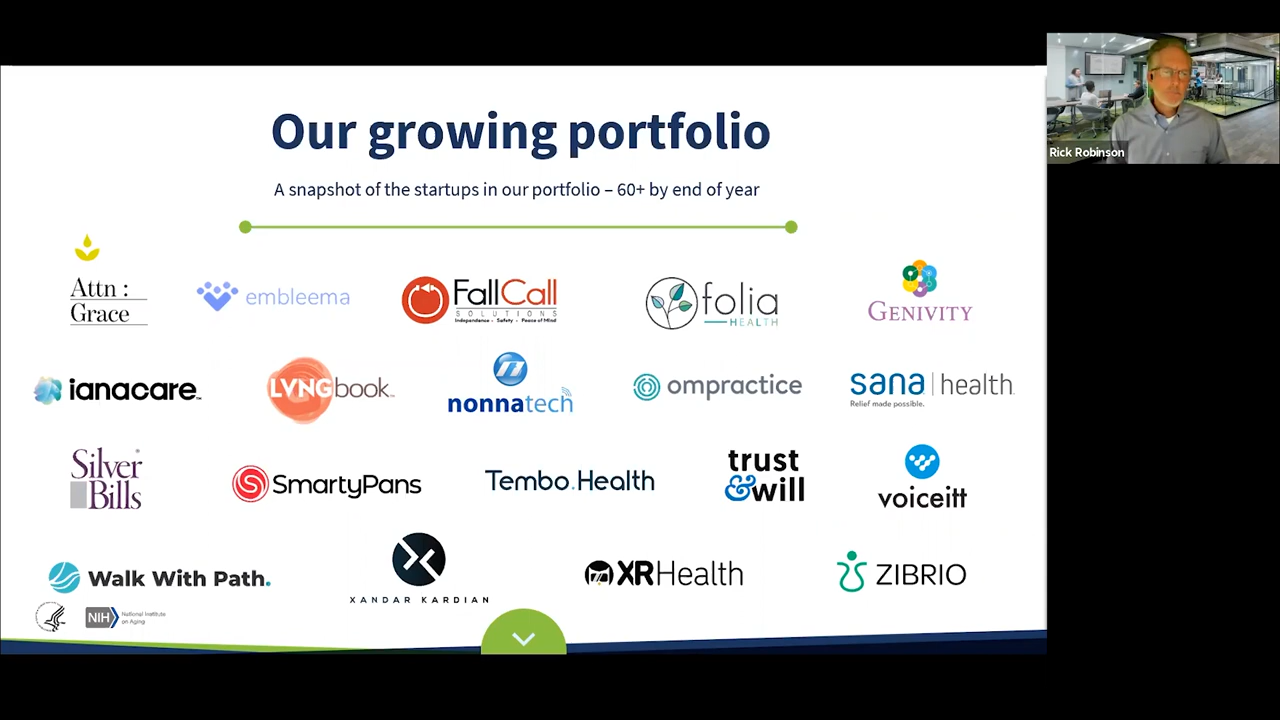 Our growing portfolio
A snapshot of the startups in our portfolio – 60+ by end of year
Rick Robinson
Attn :
Grace
embleema
FallCall
SOLUTIONS
Independence - Safety - Peace of Mind
folia
HEALTH
GENIVITY
ianacare™
LVNGbook™
nonnatech
ompractice
sana | health
Relief made possible.
Silver
Bills
SmartyPans
Tembo.Health
trust
&will
voiceitt
Walk With Path.
XANDAR KARDIAN
XRHealth
ZIBRIO
NIH
National Institute
on Aging